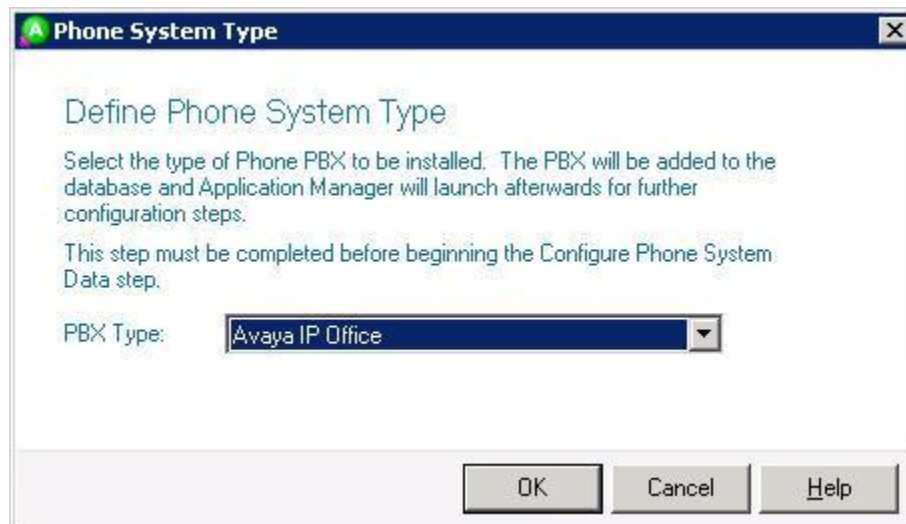 Phone System Type
Define Phone System Type
Select the type of Phone PBX to be installed. The PBX will be added to the
database and Application Manager will launch afterwards for further
configuration steps.
This step must be completed before beginning the Configure Phone System
Data step.
PBX Type: Avaya IP Office
OK Cancel Help